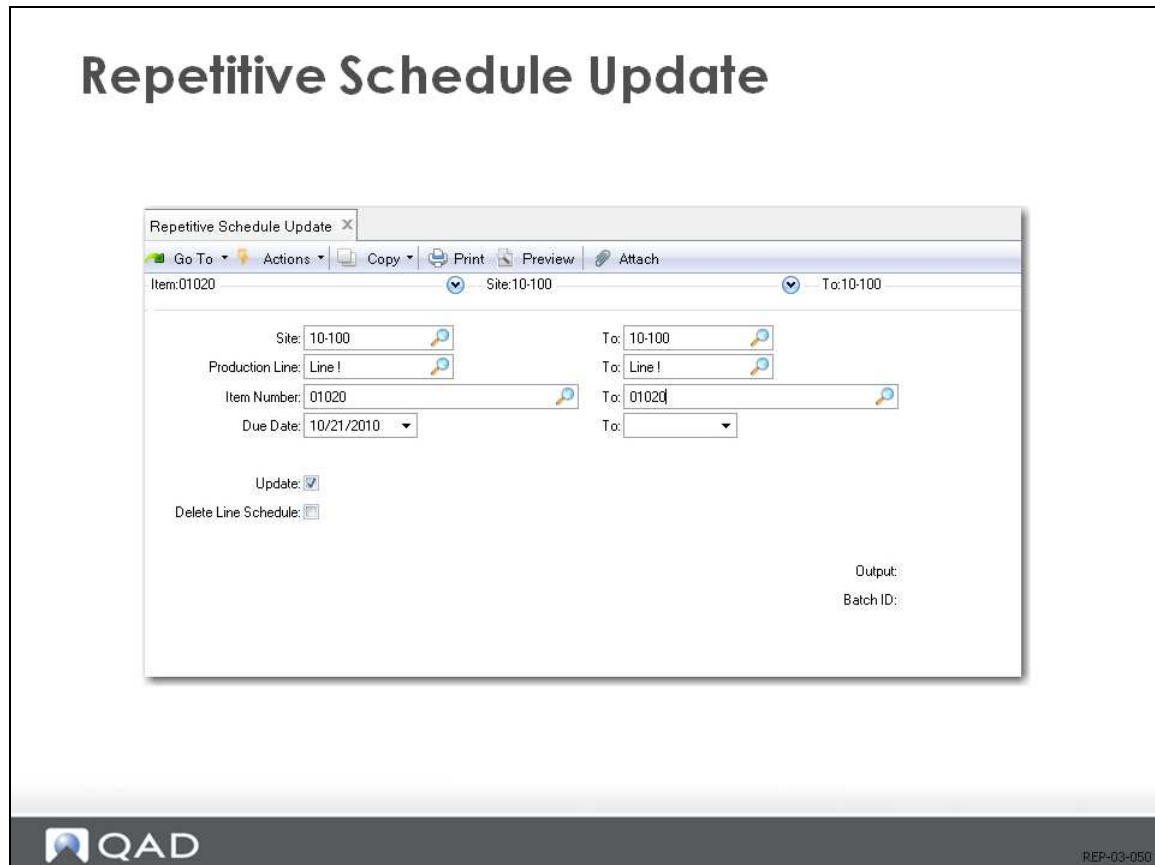 Repetitive Schedule Update
Repetitive Schedule Update
Go To Actions Copy Print Preview Attach
Item:01020 Site:10-100 To:10-100
Site: 10-100 To: 10-100
Production Line: Line ! To: Line !
Item Number: 01020 To: 01020
Due Date: 10/21/2010 To:
Update:
Delete Line Schedule:
Output:
Batch ID:
QAD
REP-03-050